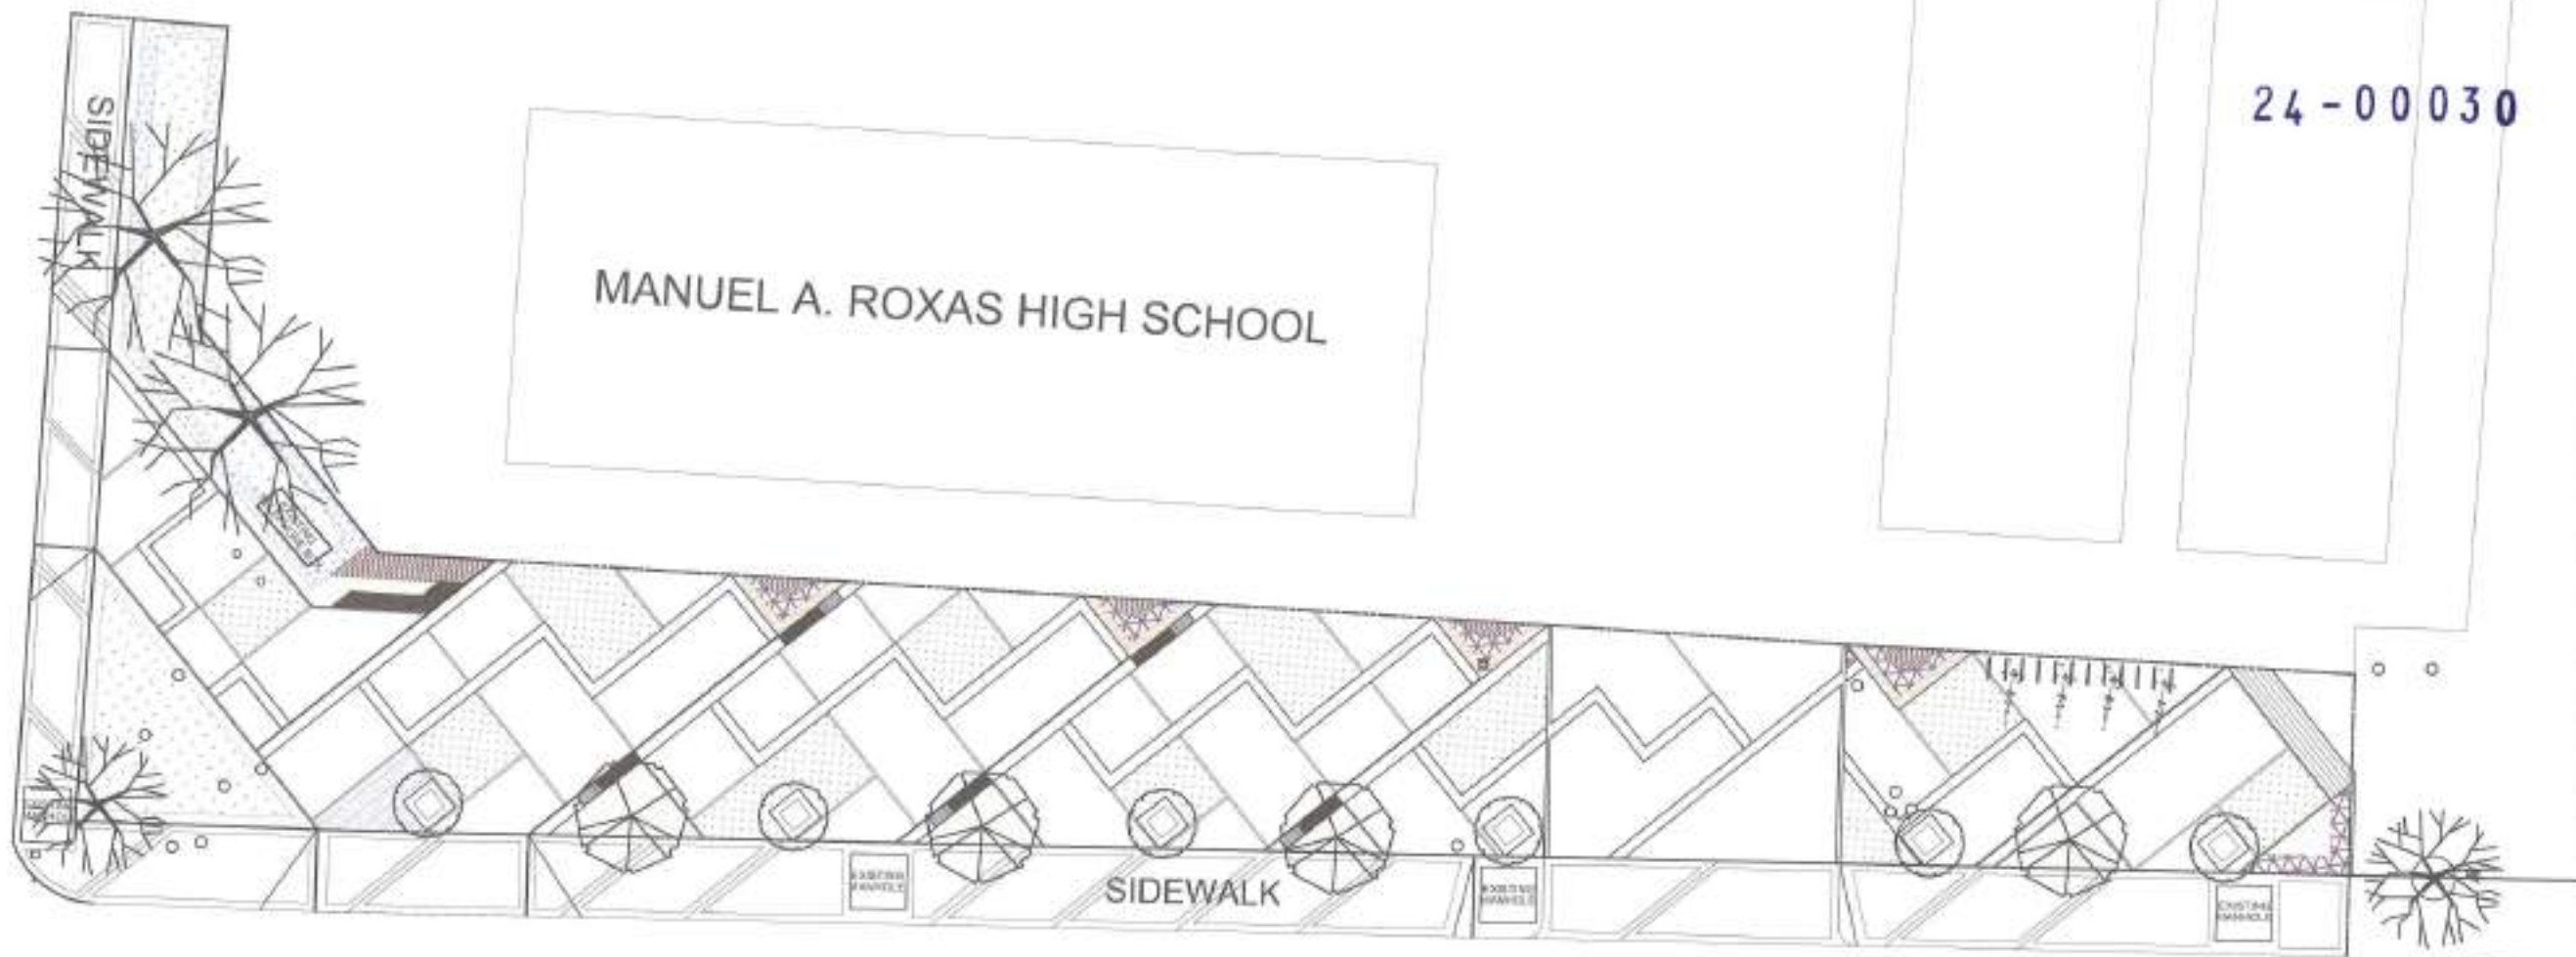 24-00030
SIDEWALK
MANUEL A. ROXAS HIGH SCHOOL
EXISTING
MANHOLE
SIDEWALK
EXISTING
MANHOLE
EXISTING
MANHOLE